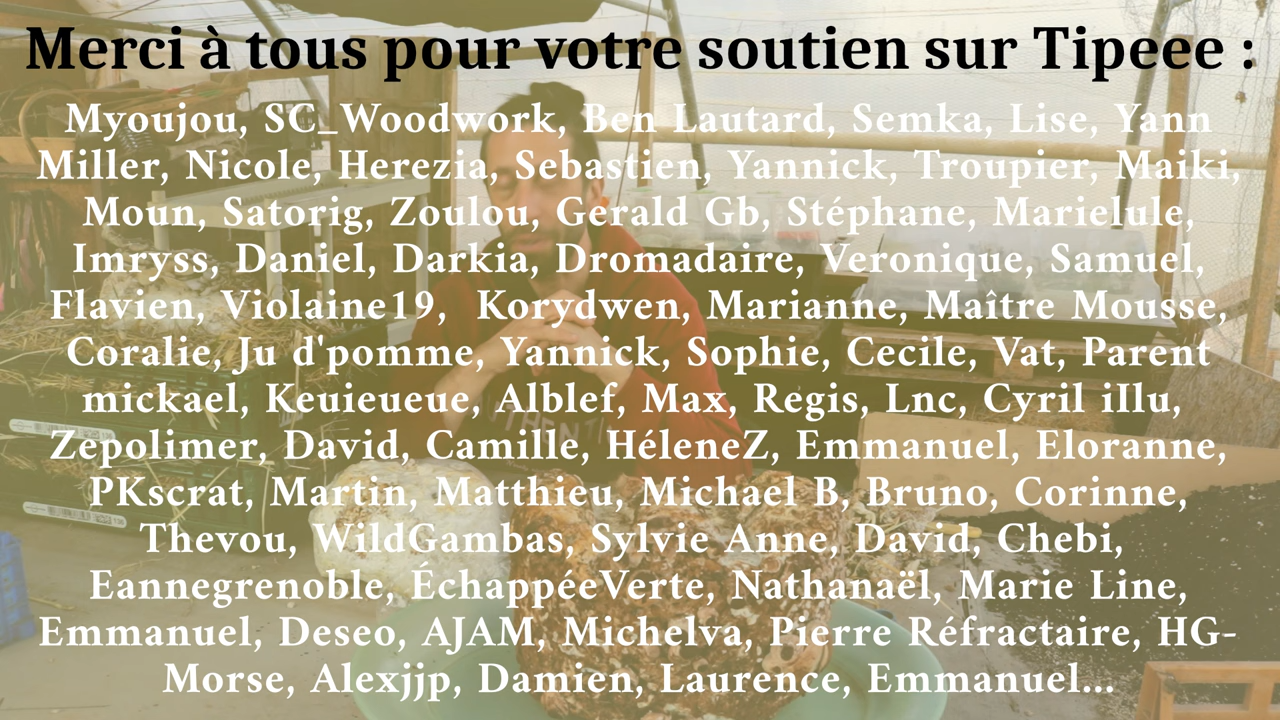 Merci à tous pour votre soutien sur Tipeee :
Myoujou, SC_Woodwork, Ben Lautard, Semka, Lise, Yann
Miller, Nicole, Herezia, Sebastien, Yannick, Troupier, Maiki,
Moun, Satorig, Zoulou, Gerald Gb, Stéphane, Marielule,
Imryss, Daniel, Darkia, Dromadaire, Veronique, Samuel,
Flavien, Violaine19, Korydwen, Marianne, Maître Mousse,
Coralie, Ju d'pomme, Yannick, Sophie, Cecile, Vat, Parent
mickael, Keuieueue, Alblef, Max, Regis, Lnc, Cyril iIlu,
Zepolimer, David, Camille, HéleneZ, Emmanuel, Eloranne,
PKscrat, Martin, Matthieu, Michael B, Bruno, Corinne,
Thevou, WildGambas, Sylvie Anne, David, Chebi,
Eannegrenoble, ÉchappéeVerte, Nathanaël, Marie Line,
Emmanuel, Deseo, AJAM, Michelva, Pierre Réfractaire, HG-
Morse, Alexjjp, Damien, Laurence, Emmanuel...